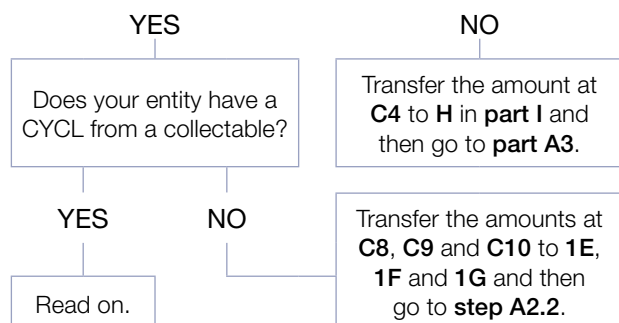 YES
NO
Does your entity have a
CYCL from a collectable?
Transfer the amount at
C4 to H in part I and
then go to part A3.
YES
NO
Transfer the amounts at
C8, C9 and C10 to 1E,
1F and 1G and then
go to step A2.2.
Read on.